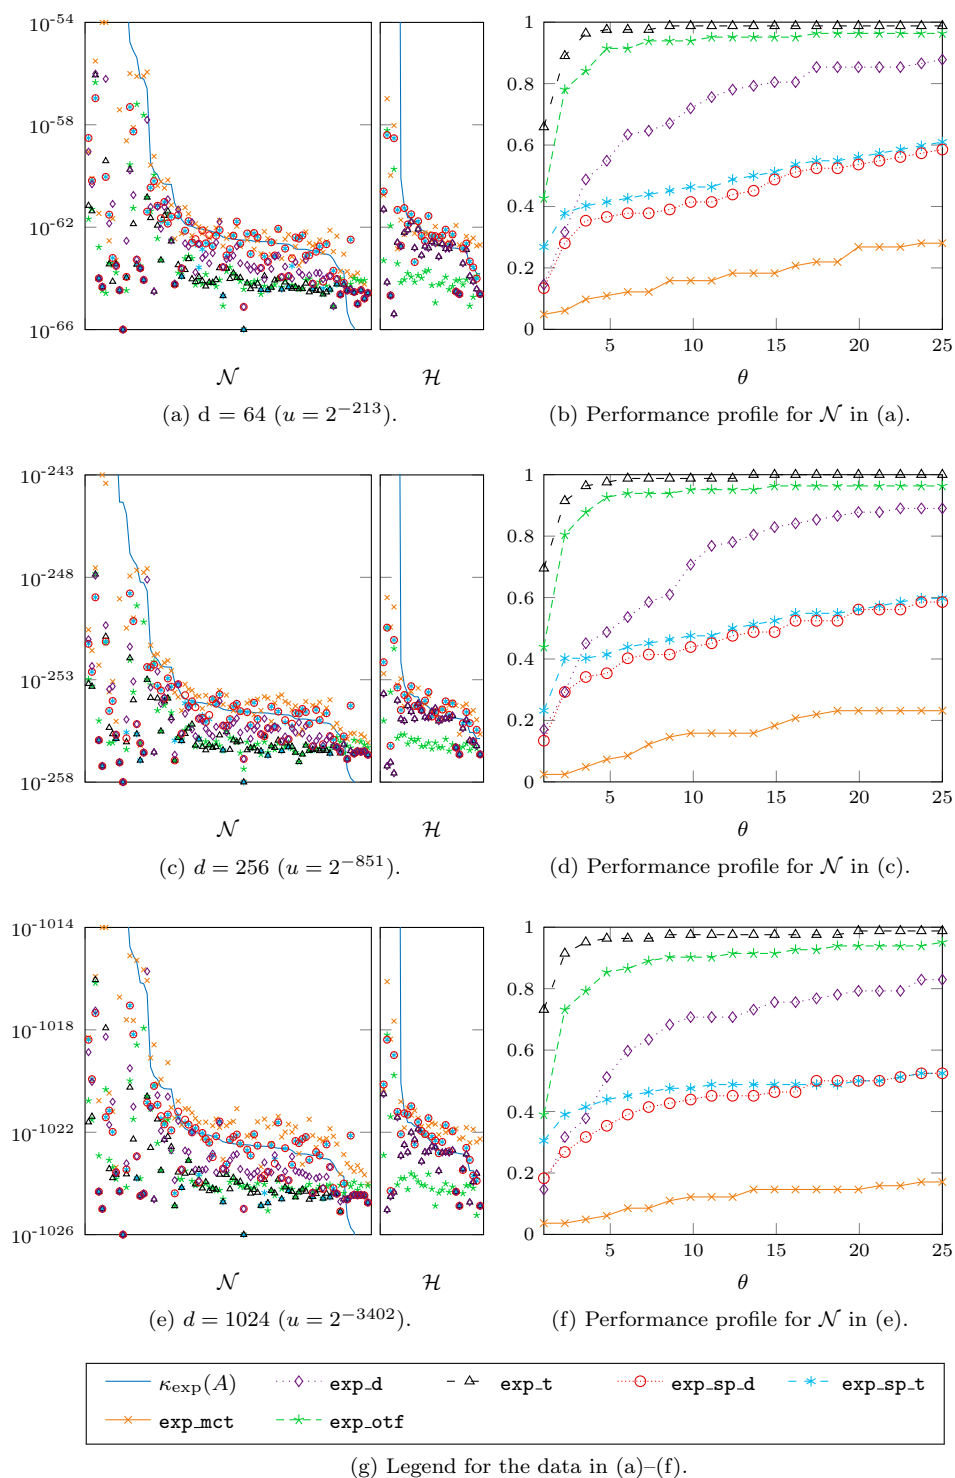 10^-54
10^-58
10^-62
10^-66
N
H
(a) d = 64 (u = 2^-213).
1
0.8
0.6
0.4
0.2
0
5 10 15 20 25
θ
(b) Performance profile for N in (a).
10^-243
10^-248
10^-253
10^-258
N
H
(c) d = 256 (u = 2^-851).
1
0.8
0.6
0.4
0.2
0
5 10 15 20 25
θ
(d) Performance profile for N in (c).
10^-1014
10^-1018
10^-1022
10^-1026
N
H
(e) d = 1024 (u = 2^-3402).
1
0.8
0.6
0.4
0.2
0
5 10 15 20 25
θ
(f) Performance profile for N in (e).
κexp(A) exp_d exp_t exp_sp_d exp_sp_t
exp_mct exp_otf
(g) Legend for the data in (a)–(f).